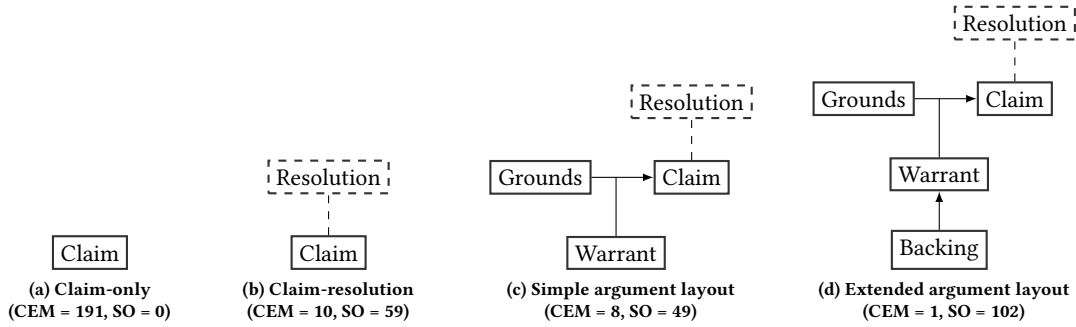 Claim
(a) Claim-only
(CEM = 191, SO = 0)
Resolution
Claim
(b) Claim-resolution
(CEM = 10, SO = 59)
Resolution
Grounds
Claim
Warrant
(c) Simple argument layout
(CEM = 8, SO = 49)
Resolution
Grounds
Claim
Warrant
Backing
(d) Extended argument layout
(CEM = 1, SO = 102)